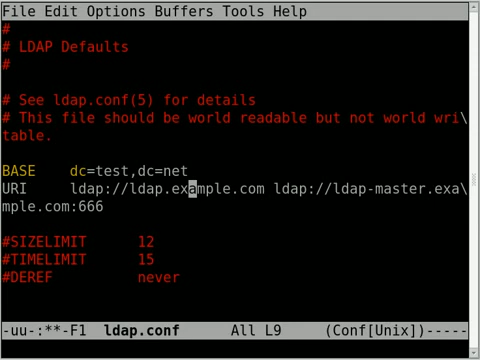 File Edit Options Buffers Tools Help
#
# LDAP Defaults
#
# See ldap.conf(5) for details
# This file should be world readable but not world wri\
table.
BASE    dc=test,dc=net
URI     ldap://ldap.example.com ldap://ldap-master.exa\
mple.com:666
#SIZELIMIT      12
#TIMELIMIT      15
#DEREF          never
-uu-:**-F1  ldap.conf      All L9     (Conf[Unix])-----